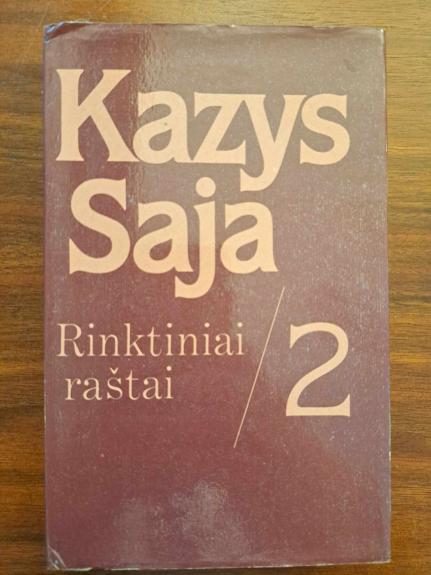 Kazys
Saja
Rinktiniai
raštai
/2